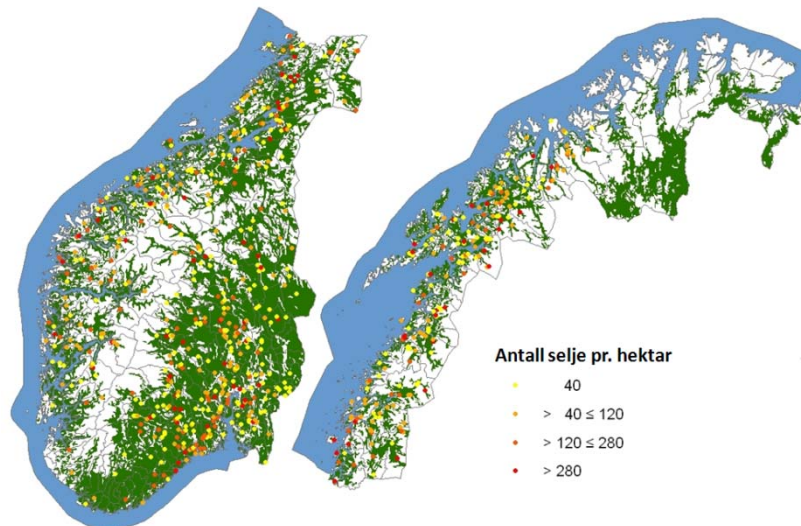 Antall selje pr. hektar
40
> 40 ≤ 120
> 120 ≤ 280
> 280